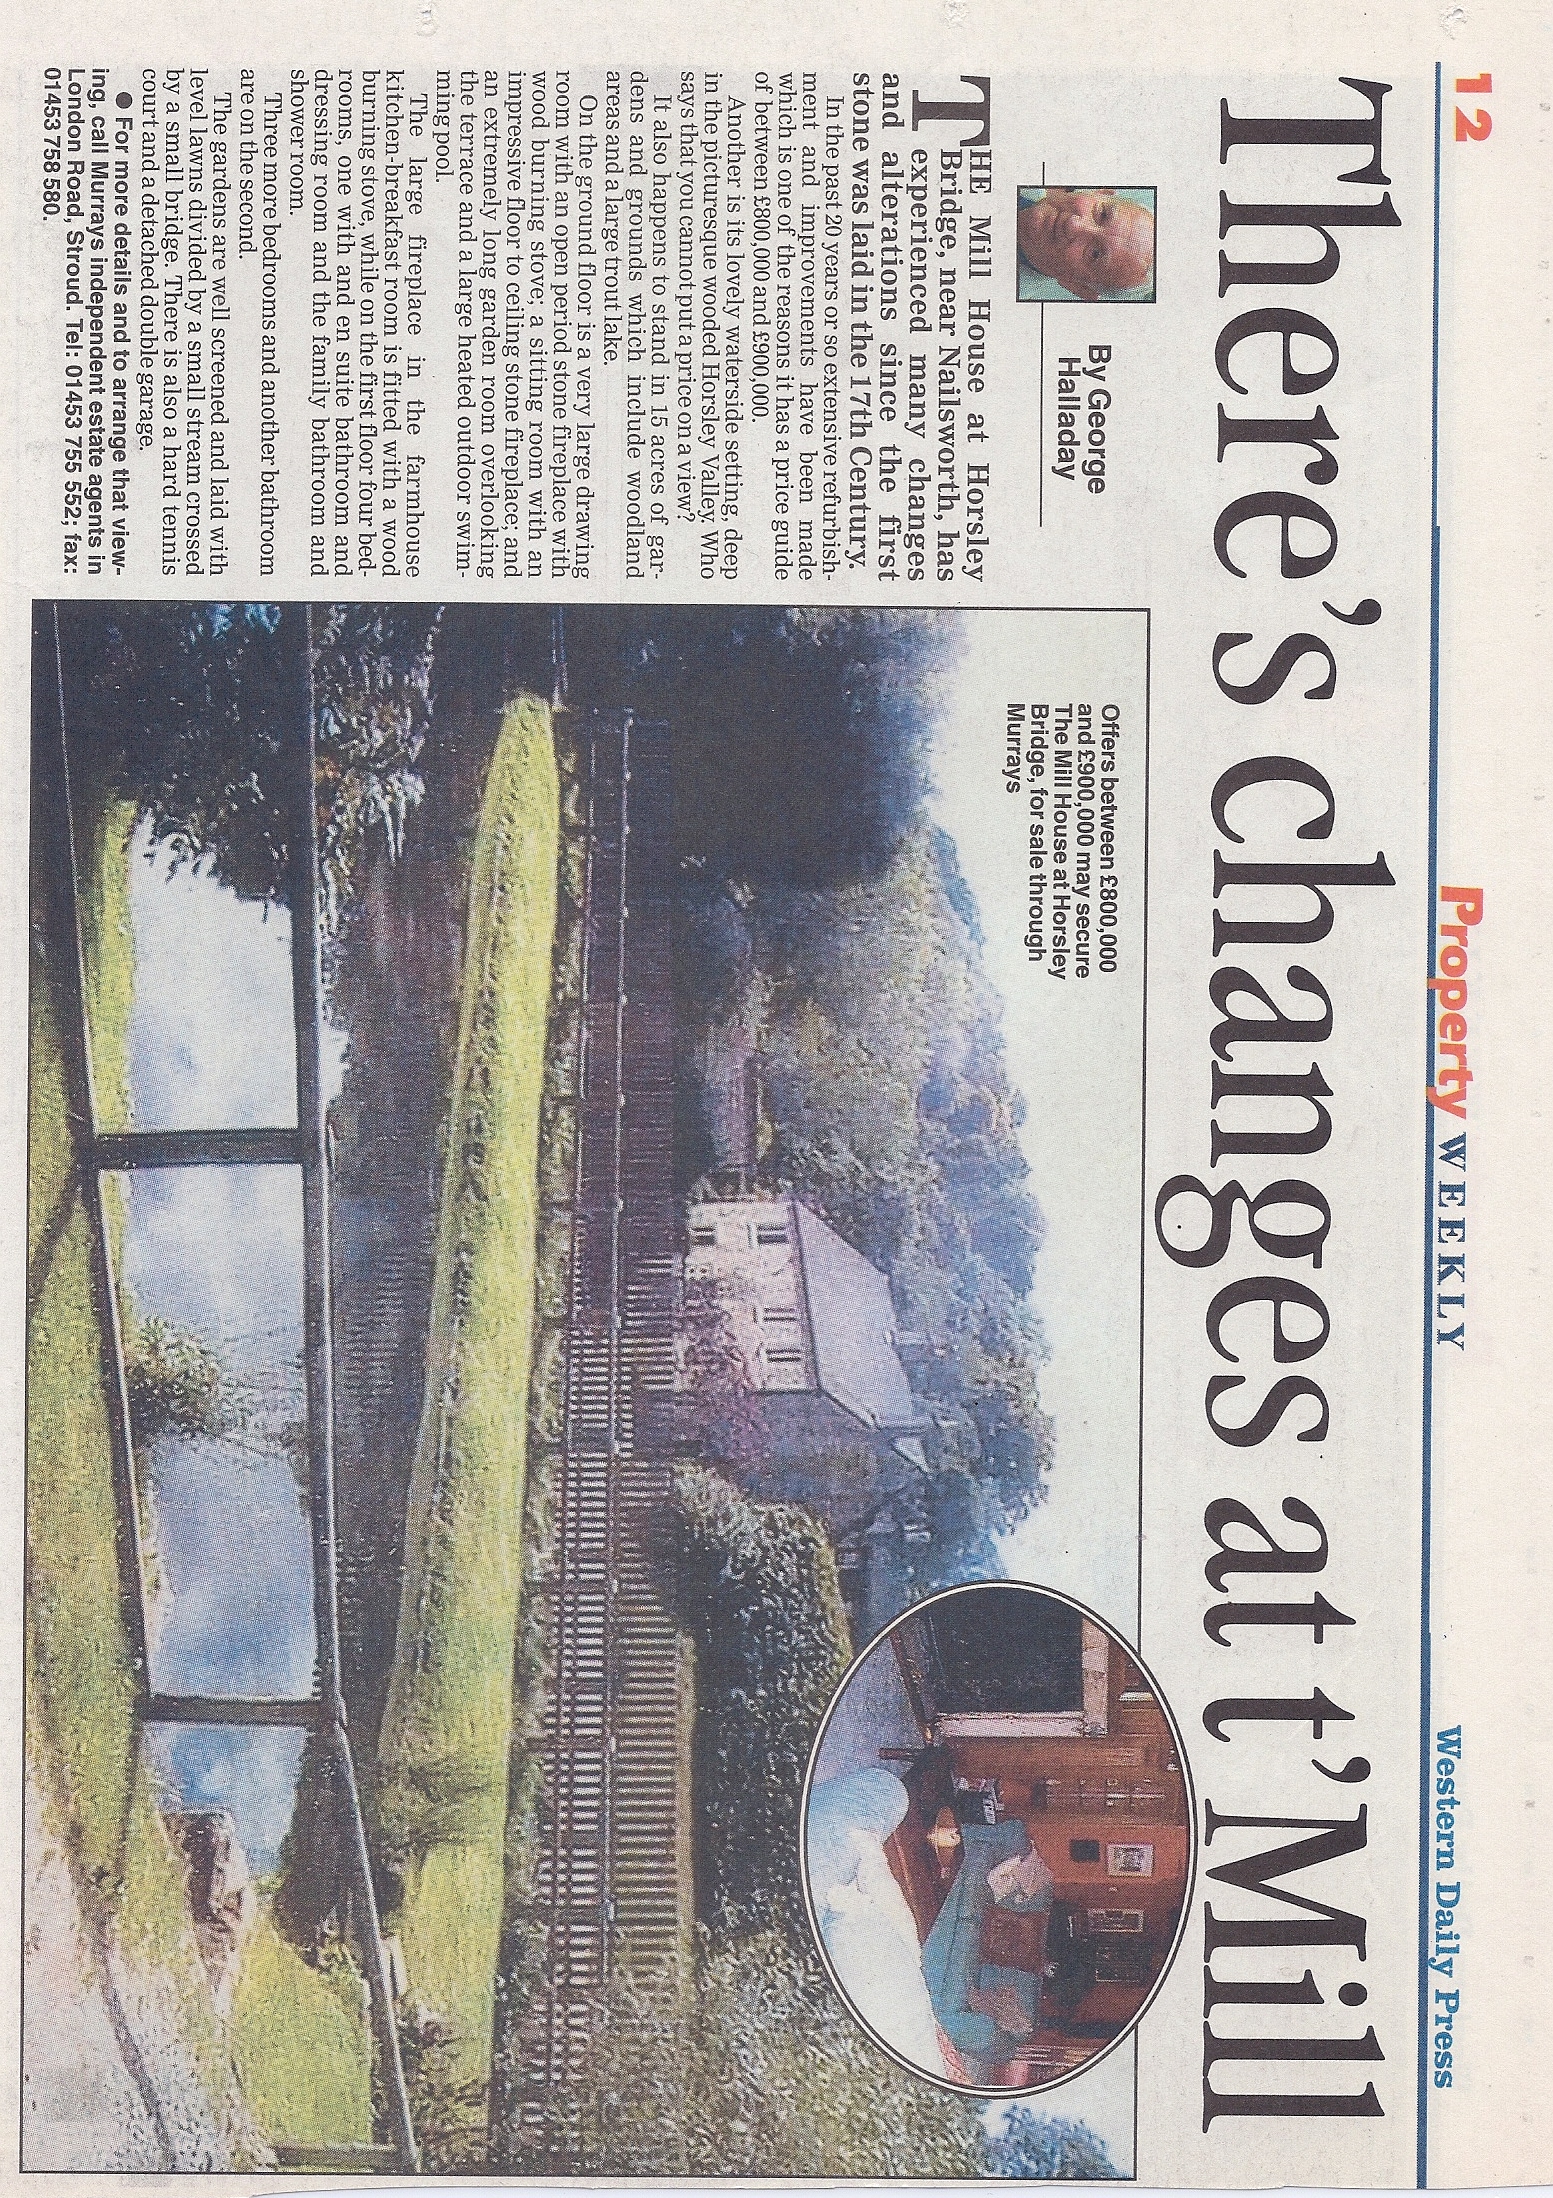 12
Property WEEKLY
Western Daily Press
There's changes at t'Mill
By George
Halladay
THE Mill House at Horsley
Bridge, near Nailsworth, has
experienced many changes
and alterations since the first
stone was laid in the 17th Century.
In the past 20 years or so extensive refurbish-
ment and improvements have been made
which is one of the reasons it has a price guide
of between £800,000 and £900,000.
Another is its lovely waterside setting, deep
in the picturesque wooded Horsley Valley. Who
says that you cannot put a price on a view?
It also happens to stand in 15 acres of gar-
dens and grounds which include woodland
areas and a large trout lake.
On the ground floor is a very large drawing
room with an open period stone fireplace with
wood burning stove; a sitting room with an
impressive floor to ceiling stone fireplace; and
an extremely long garden room overlooking
the terrace and a large heated outdoor swim-
ming pool.
The large fireplace in the farmhouse
kitchen-breakfast room is fitted with a wood
burning stove, while on the first floor four bed-
rooms, one with and en suite bathroom and
dressing room and the family bathroom and
shower room.
Three more bedrooms and another bathroom
are on the second.
The gardens are well screened and laid with
level lawns divided by a small stream crossed
by a small bridge. There is also a hard tennis
court and a detached double garage.
● For more details and to arrange that view-
ing, call Murrays independent estate agents in
London Road, Stroud. Tel: 01453 755 552; fax:
01453 758 580.
Offers between £800,000
and £900,000 may secure
The Mill House at Horsley
Bridge, for sale through
Murrays